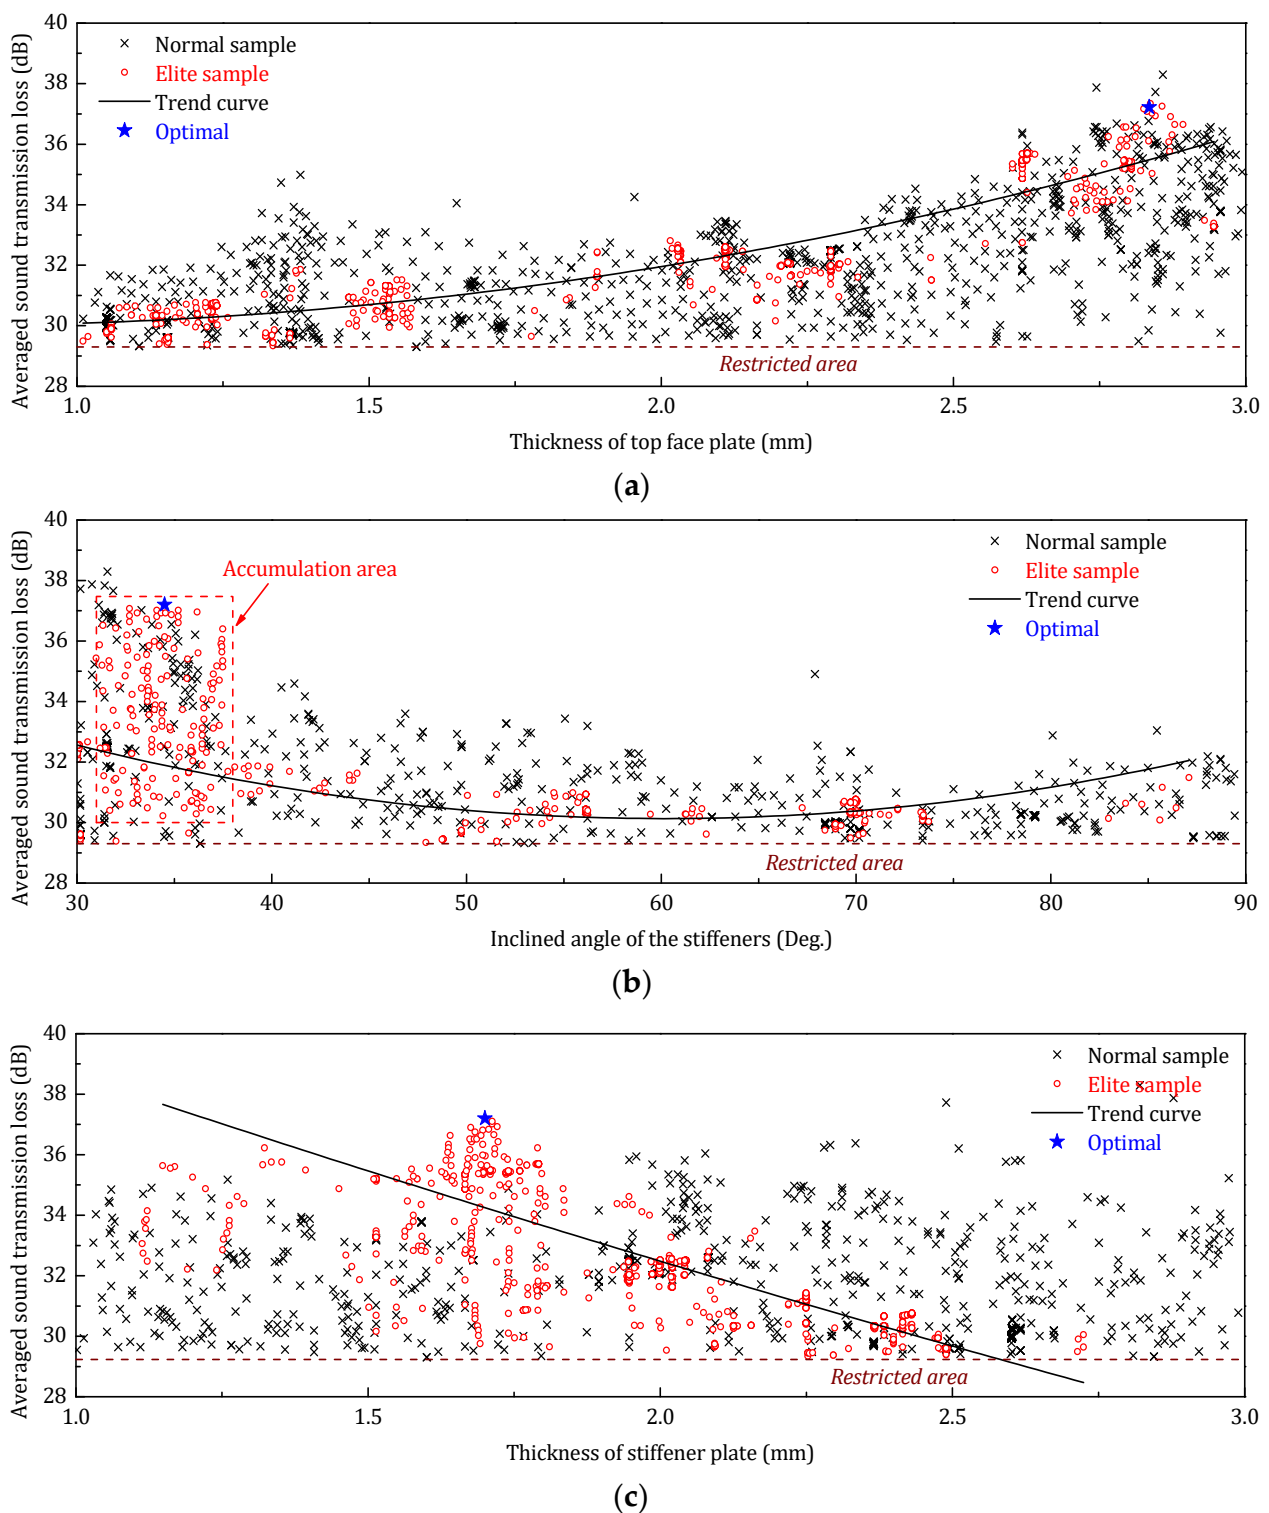 40
38
36
34
32
30
28
Averaged sound transmission loss (dB)
Normal sample
Elite sample
Trend curve
Optimal
Restricted area
1.0
1.5
2.0
2.5
3.0
Thickness of top face plate (mm)
(a)
40
38
36
34
32
30
28
Averaged sound transmission loss (dB)
Accumulation area
Normal sample
Elite sample
Trend curve
Optimal
Restricted area
30
40
50
60
70
80
90
Inclined angle of the stiffeners (Deg.)
(b)
40
38
36
34
32
30
28
Averaged sound transmission loss (dB)
Normal sample
Elite sample
Trend curve
Optimal
Restricted area
1.0
1.5
2.0
2.5
3.0
Thickness of stiffener plate (mm)
(c)